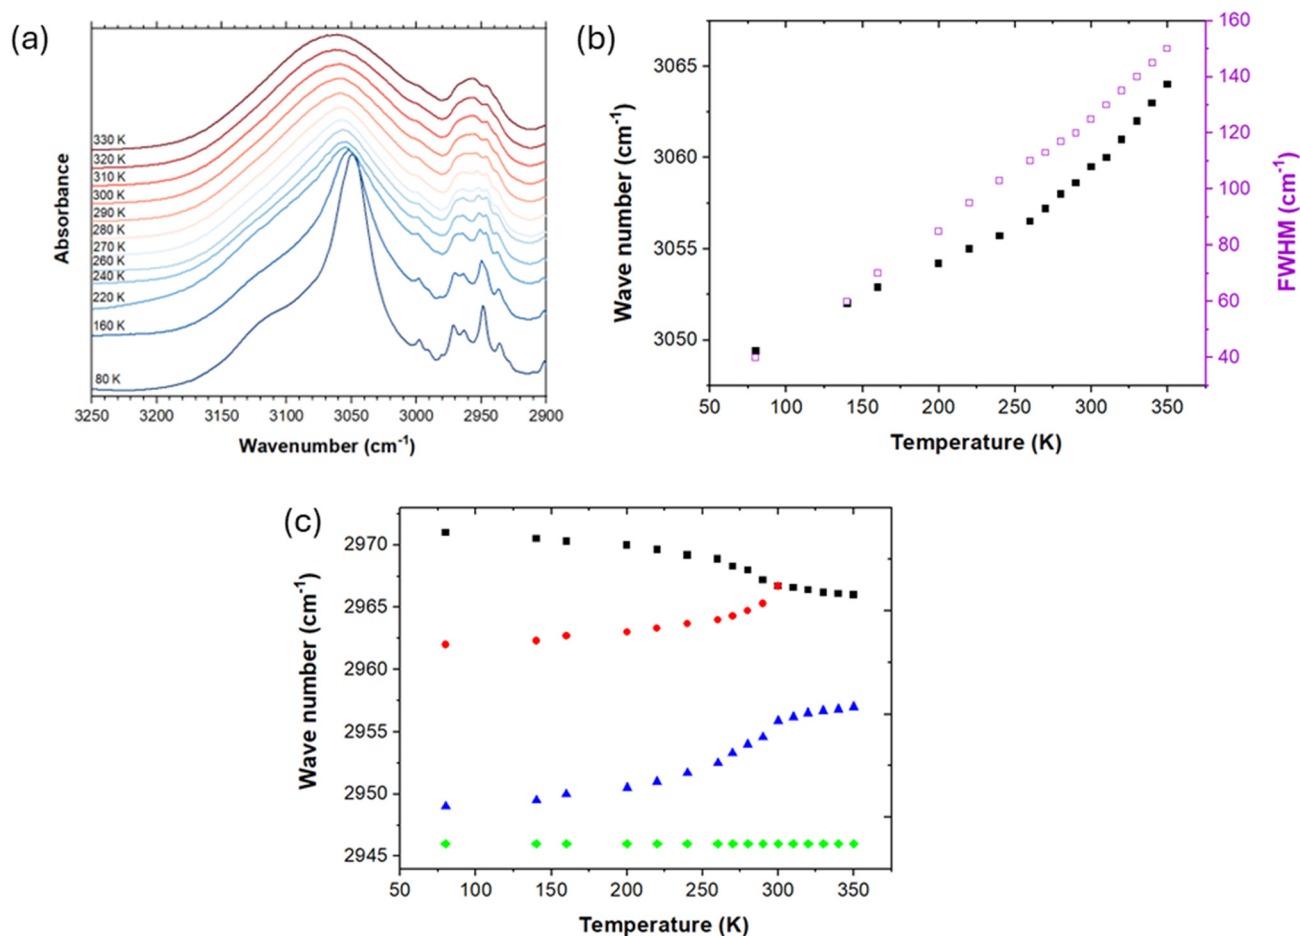 (a)
Absorbance
330 K
320 K
310 K
300 K
290 K
280 K
270 K
260 K
240 K
220 K
160 K
80 K
3250 3200 3150 3100 3050 3000 2950 2900
Wavenumber (cm-1)
(b)
Wave number (cm-1)
3065
3060
3055
3050
160
140
120
100
80
60
40
FWHM (cm-1)
50 100 150 200 250 300 350
Temperature (K)
(c)
Wave number (cm-1)
2970
2965
2960
2955
2950
2945
50 100 150 200 250 300 350
Temperature (K)